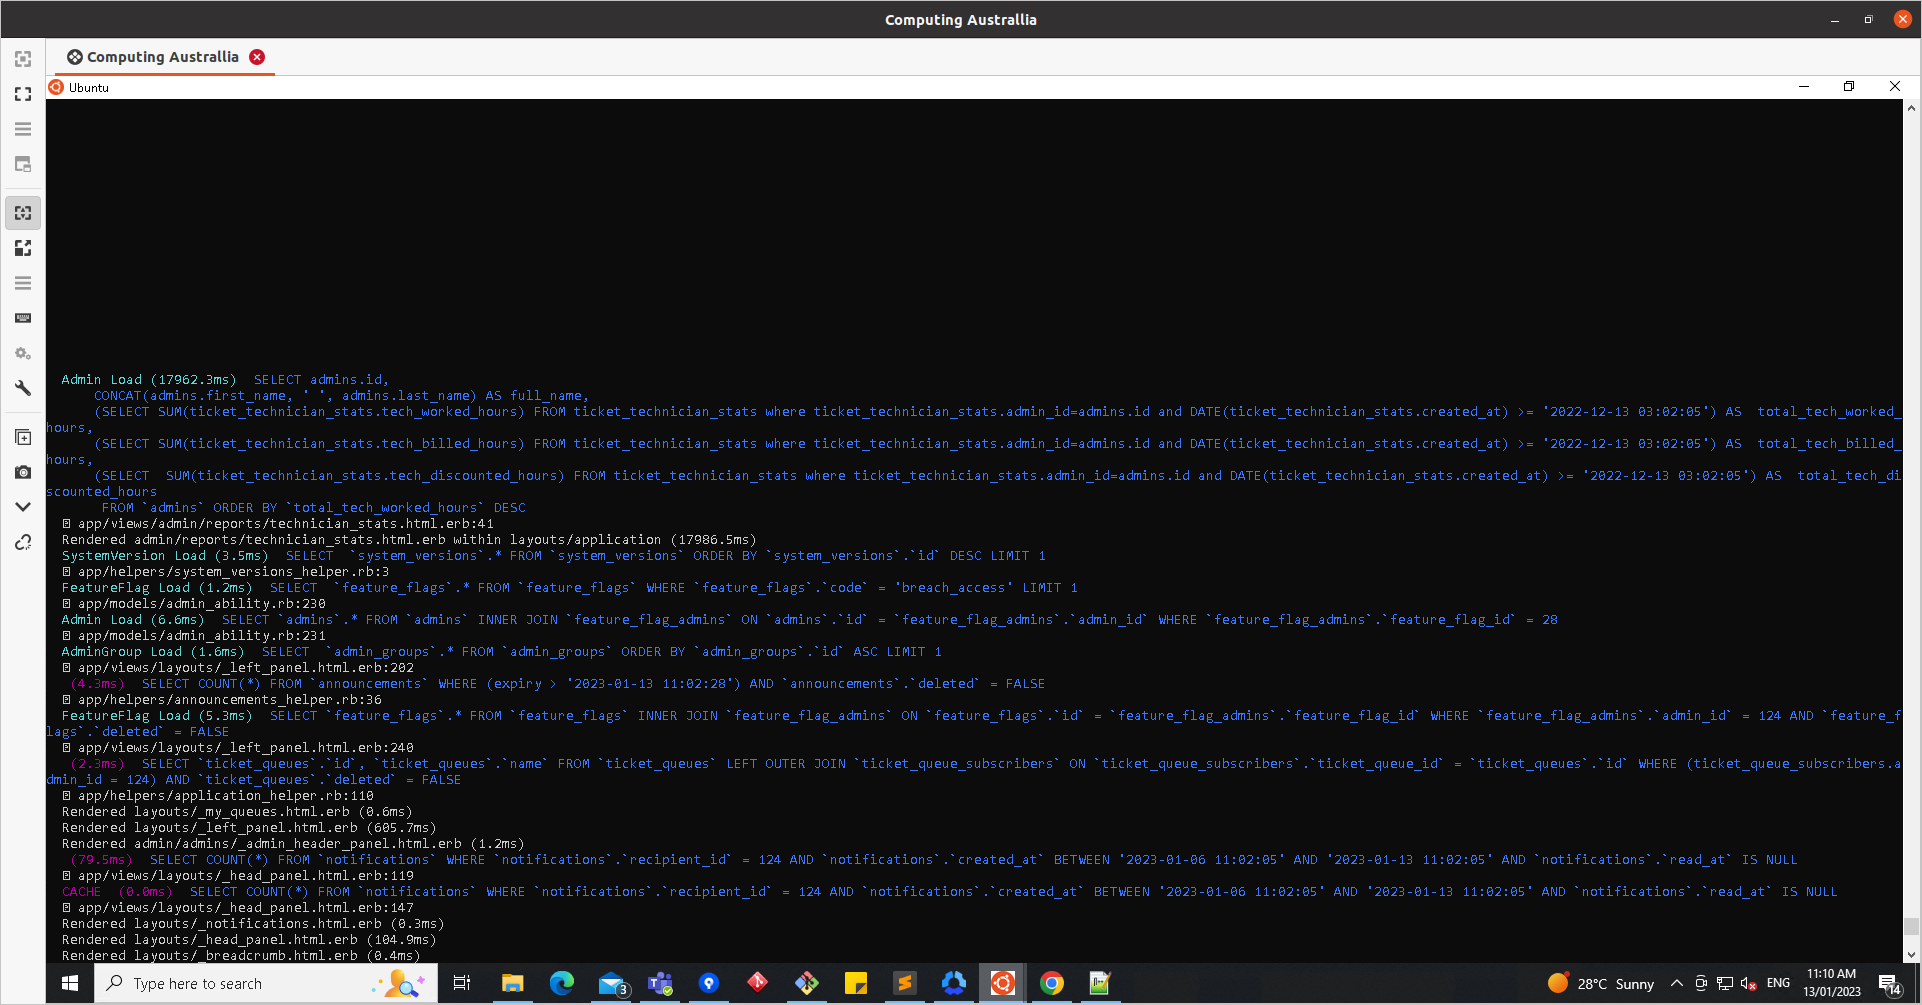 Computing Australlia
Computing Australlia
Ubuntu
Admin Load (17962.3ms)  SELECT admins.id,
CONCAT(admins.first_name, ' ', admins.last_name) AS full_name,
(SELECT SUM(ticket_technician_stats.tech_worked_hours) FROM ticket_technician_stats where ticket_technician_stats.admin_id=admins.id and DATE(ticket_technician_stats.created_at) >= '2022-12-13 03:02:05') AS  total_tech_worked_
hours,
(SELECT SUM(ticket_technician_stats.tech_billed_hours) FROM ticket_technician_stats where ticket_technician_stats.admin_id=admins.id and DATE(ticket_technician_stats.created_at) >= '2022-12-13 03:02:05') AS  total_tech_billed_
hours,
(SELECT  SUM(ticket_technician_stats.tech_discounted_hours) FROM ticket_technician_stats where ticket_technician_stats.admin_id=admins.id and DATE(ticket_technician_stats.created_at) >= '2022-12-13 03:02:05') AS  total_tech_di
scounted_hours
FROM `admins` ORDER BY `total_tech_worked_hours` DESC
app/views/admin/reports/technician_stats.html.erb:41
Rendered admin/reports/technician_stats.html.erb within layouts/application (17986.5ms)
SystemVersion Load (3.5ms)  SELECT  `system_versions`.* FROM `system_versions` ORDER BY `system_versions`.`id` DESC LIMIT 1
app/helpers/system_versions_helper.rb:3
FeatureFlag Load (1.2ms)  SELECT  `feature_flags`.* FROM `feature_flags` WHERE `feature_flags`.`code` = 'breach_access' LIMIT 1
app/models/admin_ability.rb:230
Admin Load (6.6ms)  SELECT `admins`.* FROM `admins` INNER JOIN `feature_flag_admins` ON `admins`.`id` = `feature_flag_admins`.`admin_id` WHERE `feature_flag_admins`.`feature_flag_id` = 28
app/models/admin_ability.rb:231
AdminGroup Load (1.6ms)  SELECT  `admin_groups`.* FROM `admin_groups` ORDER BY `admin_groups`.`id` ASC LIMIT 1
app/views/layouts/_left_panel.html.erb:202
(4.3ms)  SELECT COUNT(*) FROM `announcements` WHERE (expiry > '2023-01-13 11:02:28') AND `announcements`.`deleted` = FALSE
app/helpers/announcements_helper.rb:36
FeatureFlag Load (5.3ms)  SELECT `feature_flags`.* FROM `feature_flags` INNER JOIN `feature_flag_admins` ON `feature_flags`.`id` = `feature_flag_admins`.`feature_flag_id` WHERE `feature_flag_admins`.`admin_id` = 124 AND `feature_f
lags`.`deleted` = FALSE
app/views/layouts/_left_panel.html.erb:240
(2.3ms)  SELECT `ticket_queues`.`id`, `ticket_queues`.`name` FROM `ticket_queues` LEFT OUTER JOIN `ticket_queue_subscribers` ON `ticket_queue_subscribers`.`ticket_queue_id` = `ticket_queues`.`id` WHERE (ticket_queue_subscribers.a
dmin_id = 124) AND `ticket_queues`.`deleted` = FALSE
app/helpers/application_helper.rb:110
Rendered layouts/_my_queues.html.erb (0.6ms)
Rendered layouts/_left_panel.html.erb (605.7ms)
Rendered admin/admins/_admin_header_panel.html.erb (1.2ms)
(79.5ms)  SELECT COUNT(*) FROM `notifications` WHERE `notifications`.`recipient_id` = 124 AND `notifications`.`created_at` BETWEEN '2023-01-06 11:02:05' AND '2023-01-13 11:02:05' AND `notifications`.`read_at` IS NULL
app/views/layouts/_head_panel.html.erb:119
CACHE  (0.0ms)  SELECT COUNT(*) FROM `notifications` WHERE `notifications`.`recipient_id` = 124 AND `notifications`.`created_at` BETWEEN '2023-01-06 11:02:05' AND '2023-01-13 11:02:05' AND `notifications`.`read_at` IS NULL
app/views/layouts/_head_panel.html.erb:147
Rendered layouts/_notifications.html.erb (0.3ms)
Rendered layouts/_head_panel.html.erb (104.9ms)
Rendered layouts/_breadcrumb.html.erb (0.4ms)
Type here to search
3
28°C Sunny
ENG
11:10 AM
13/01/2023
14